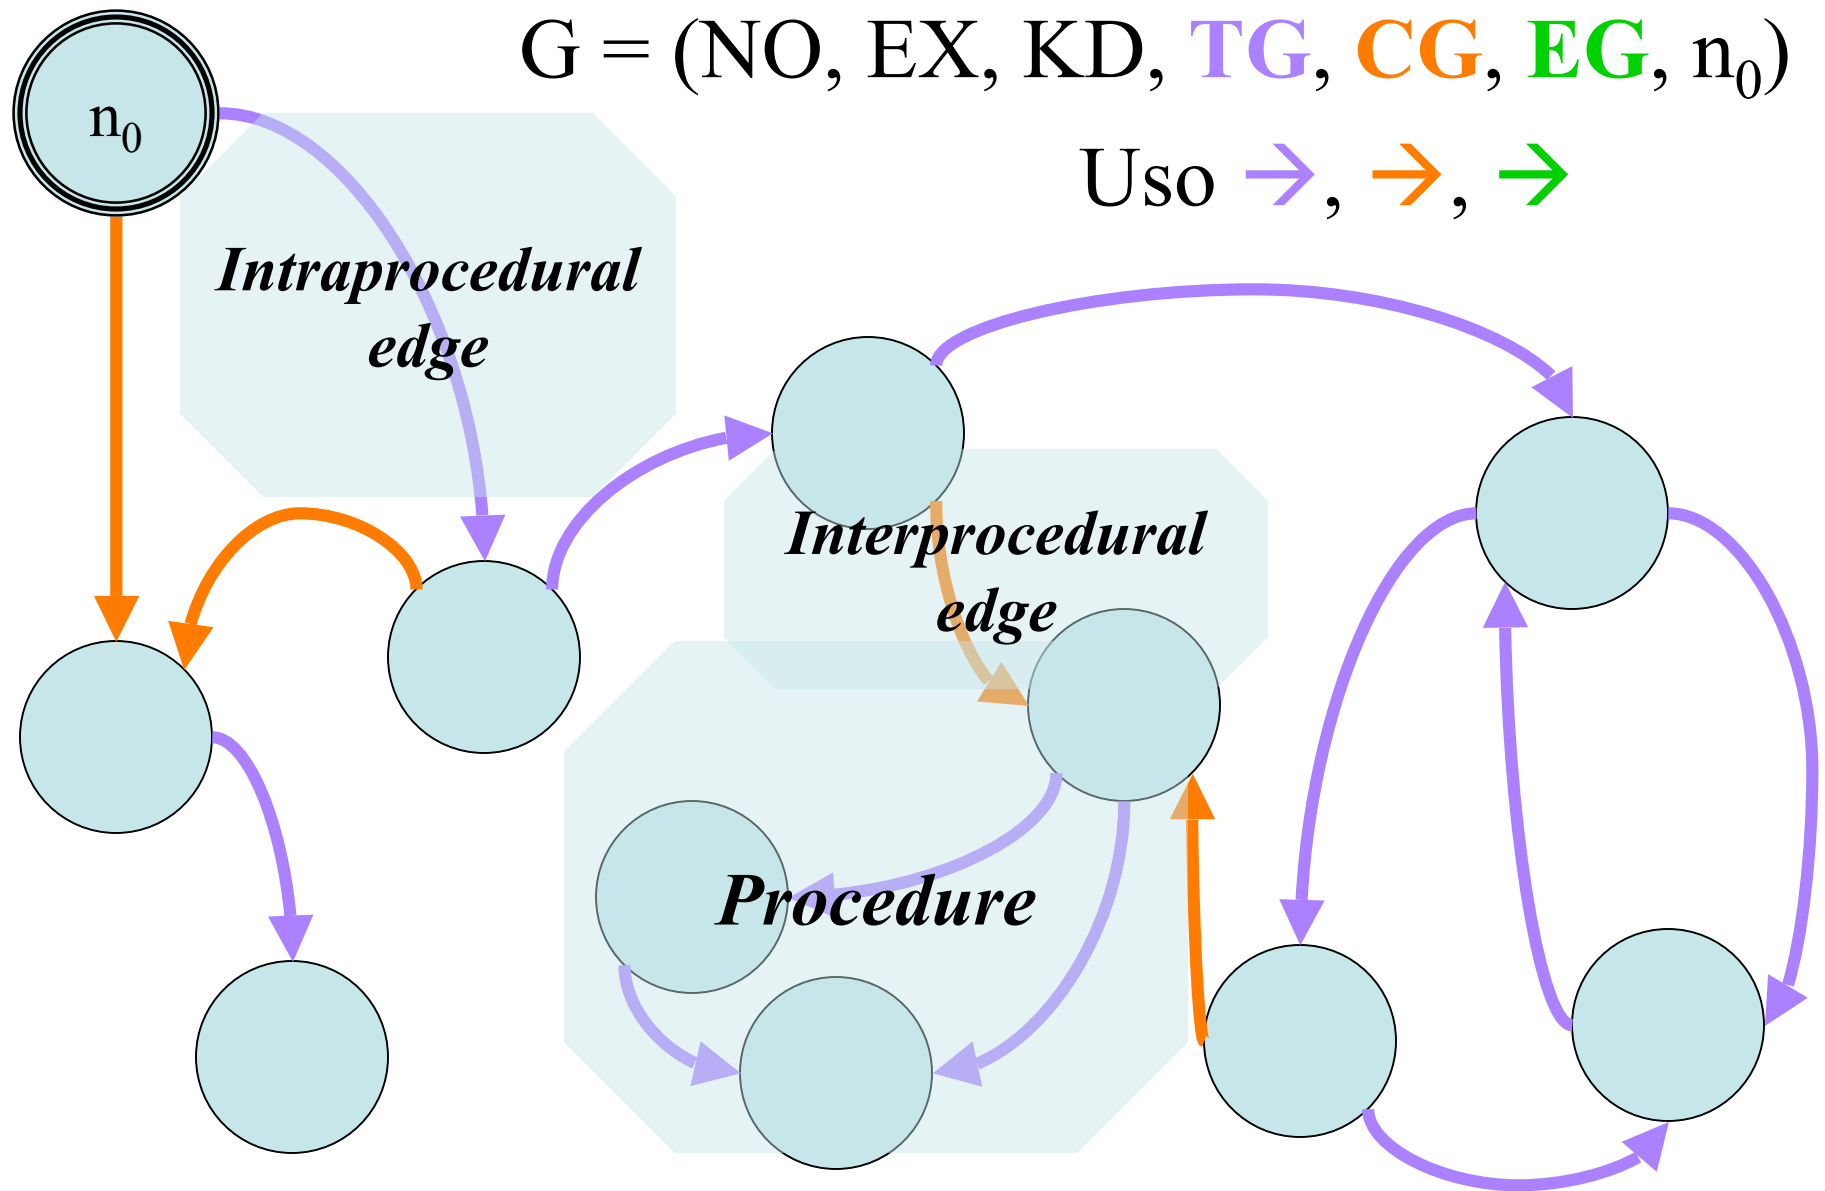 G = (NO, EX, KD, TG, CG, EG, n₀)
n₀
Uso →, →, →
Intraprocedural
edge
Interprocedural
edge
Procedure